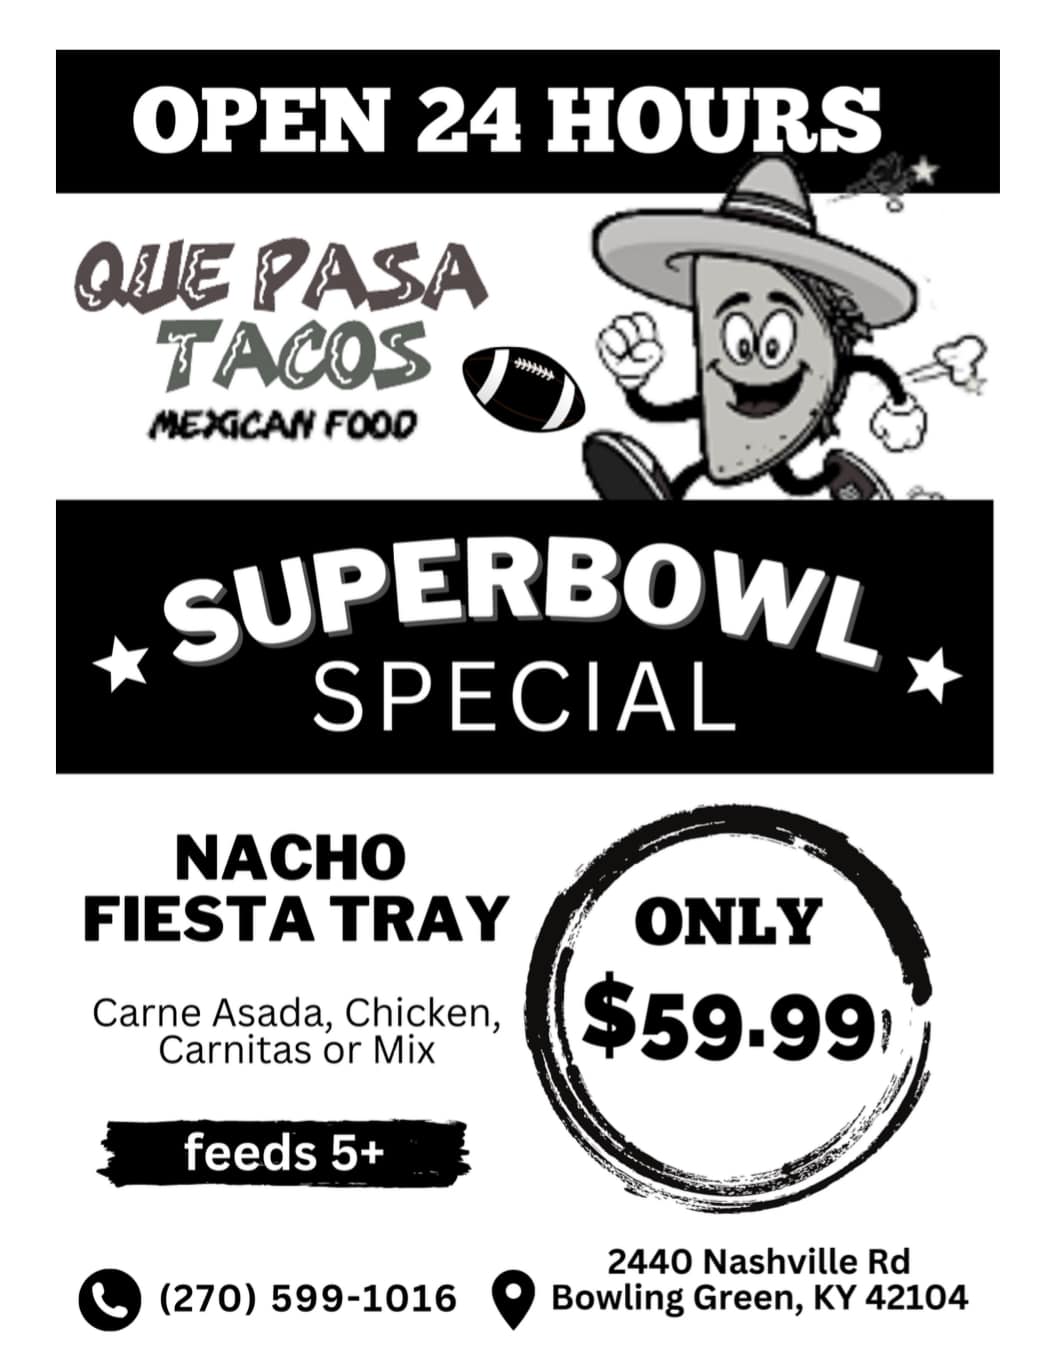 OPEN 24 HOURS
QUE PASA
TACOS
MEXICAN FOOD
SUPERBOWL
SPECIAL
NACHO
FIESTA TRAY
Carne Asada, Chicken,
Carnitas or Mix
feeds 5+
ONLY
$59.99
(270) 599-1016
2440 Nashville Rd
Bowling Green, KY 42104